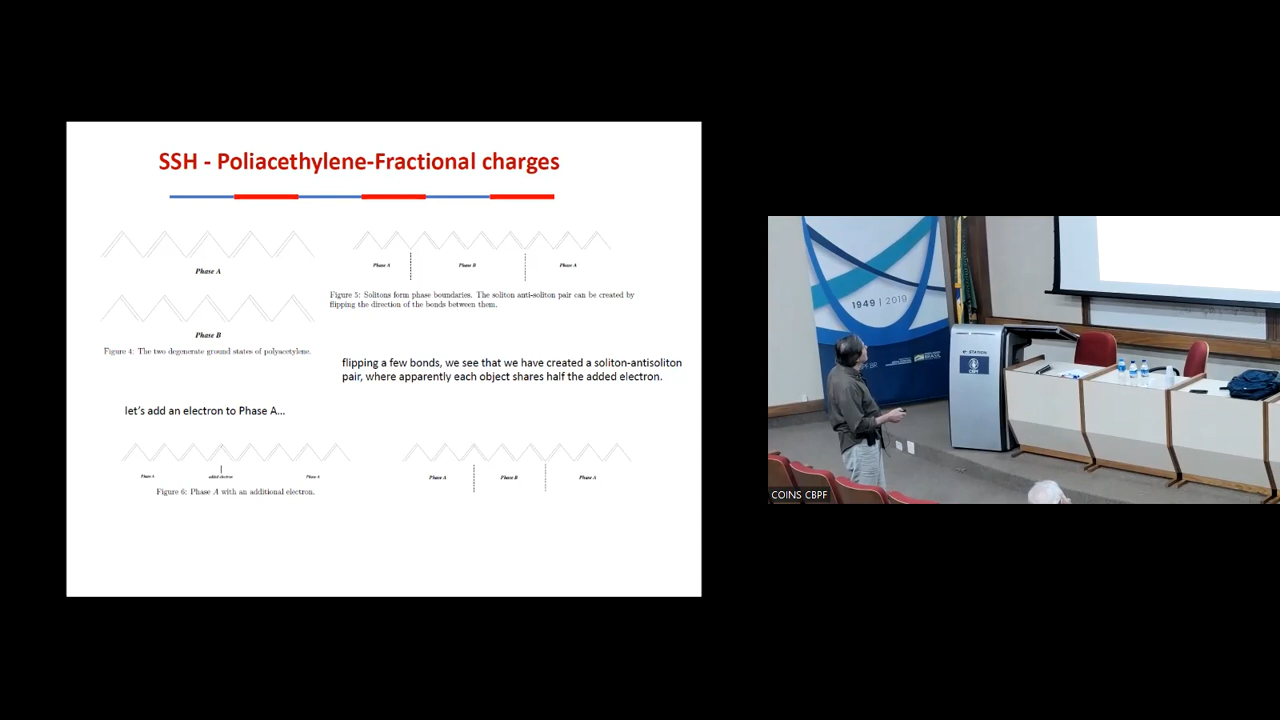 SSH - Poliacethylene-Fractional charges
Phase A
Phase B
Figure 4: The two degenerate ground states of polyacetylene.
Phase A
Phase B
Phase A
Figure 5: Solitons form phase boundaries. The soliton anti-soliton pair can be created by
flipping the direction of the bonds between them.
flipping a few bonds, we see that we have created a soliton-antisoliton
pair, where apparently each object shares half the added electron.
let's add an electron to Phase A...
Phase A
added electron
Phase A
Figure 6: Phase A with an additional electron.
Phase A
Phase B
Phase A
1949 | 2019
CBPF
COINS CBPF